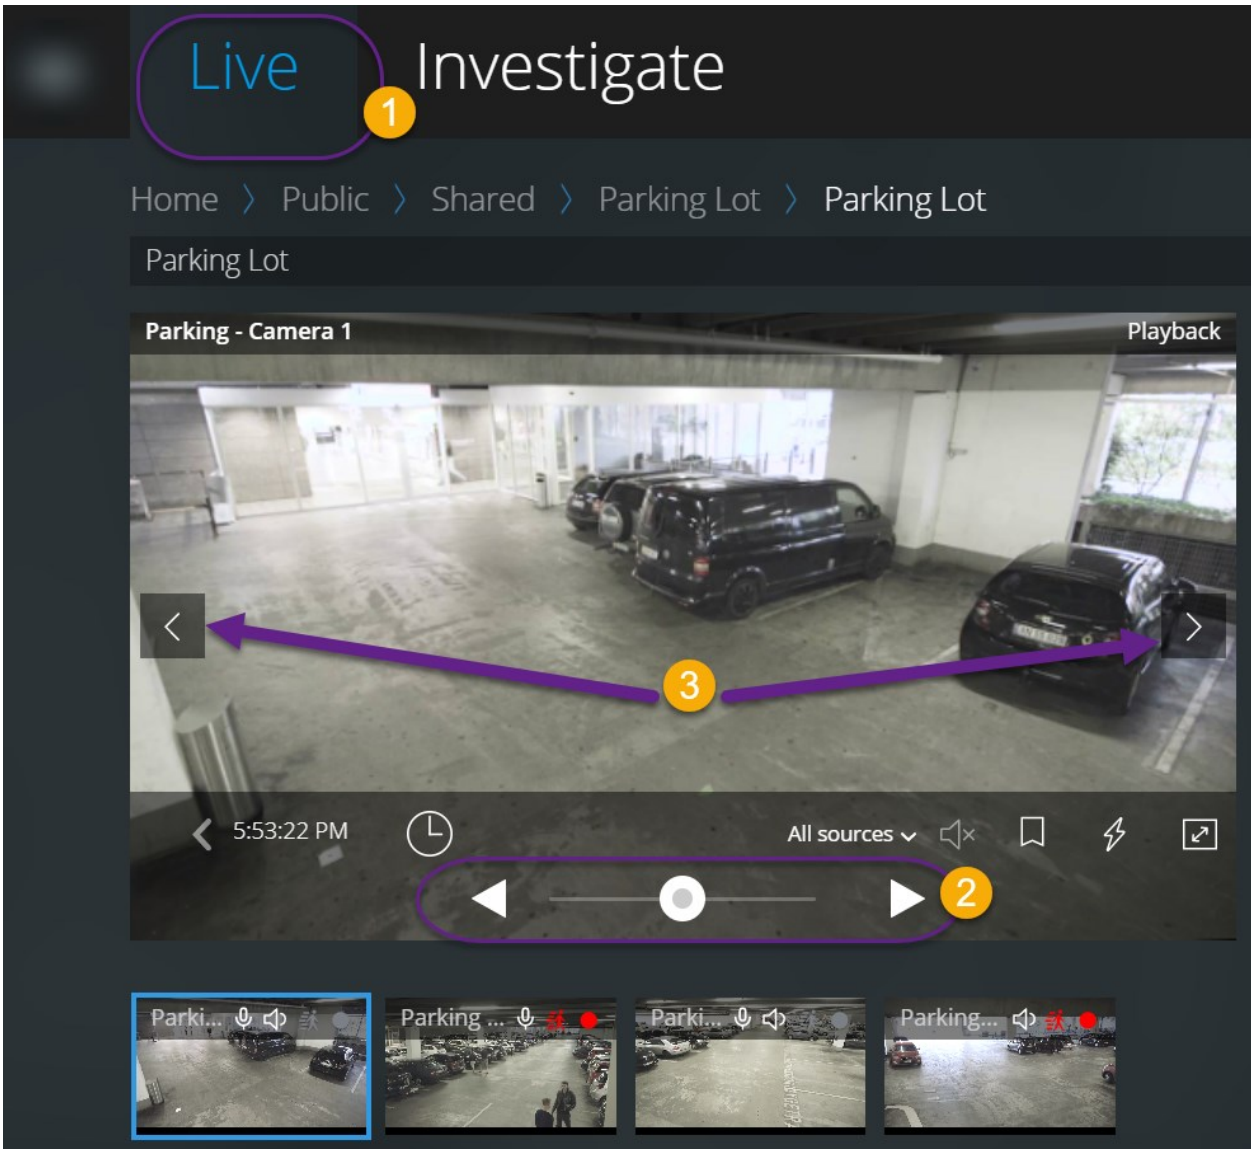 Live Investigate
1
Home 〉 Public 〉 Shared 〉 Parking Lot 〉 Parking Lot
Parking Lot
Parking - Camera 1 Playback
3
5:53:22 PM All sources
2
Parki... Parking ... Parki... Parking...